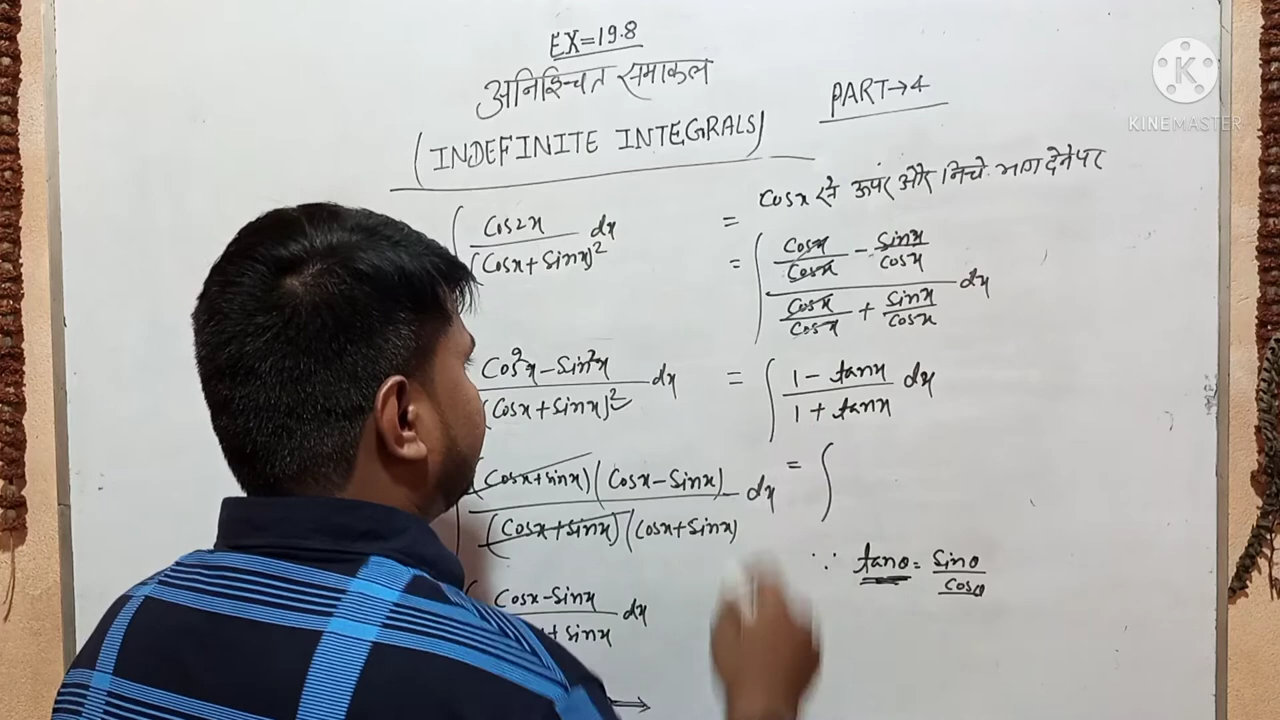 EX=19.8
अनिश्चित समाकल
(INDEFINITE INTEGRALS)
PART→4
∫ Cos2x / (Cosx + Sinx)² dx
Cos²x - Sin²x / (Cosx + Sinx)² dx
∫ (Cosx + Sinx) (Cosx - Sinx) / (Cosx + Sinx) (Cosx + Sinx) dx
∫ Cosx - Sinx / + Sinx dx
= Cosx से ऊपर और निचे भाग देने पर
= ∫ Cosx/Cosx - Sinx/Cosx / Cosx/Cosx + Sinx/Cosx dx
= ∫ 1 - tanx / 1 + tanx dx
= ∫
∵ tanθ = Sinθ / Cosθ
KINEMASTER